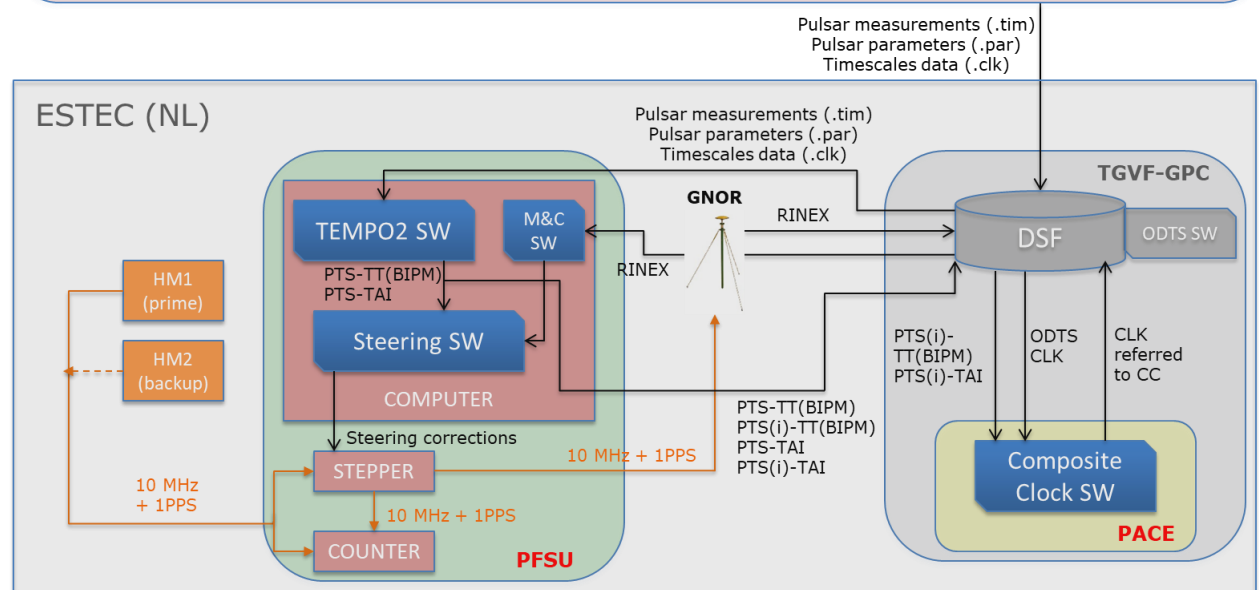 Pulsar measurements (.tim)
Pulsar parameters (.par)
Timescales data (.clk)
ESTEC (NL)
Pulsar measurements (.tim)
Pulsar parameters (.par)
Timescales data (.clk)
TGVF-GPC
GNOR
TEMPO2 SW
M&C
SW
RINEX
DSF
ODTS SW
RINEX
PTS-TT(BIPM)
PTS-TAI
HM1
(prime)
Steering SW
HM2
(backup)
COMPUTER
PTS(i)-
TT(BIPM)
PTS(i)-TAI
ODTS
CLK
CLK
referred
to CC
PTS-TT(BIPM)
PTS(i)-TT(BIPM)
PTS-TAI
PTS(i)-TAI
Steering corrections
STEPPER
10 MHz + 1PPS
Composite
Clock SW
10 MHz
+ 1PPS
10 MHz + 1PPS
COUNTER
PFSU
PACE